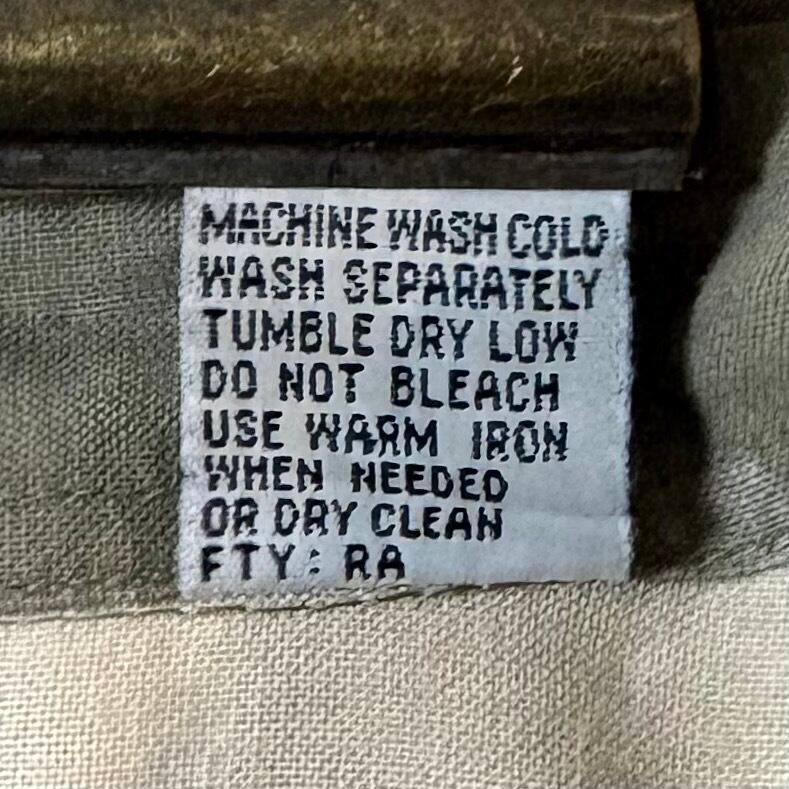 MACHINE WASH COLD
WASH SEPARATELY
TUMBLE DRY LOW
DO NOT BLEACH
USE WARM IRON
WHEN NEEDED
OR DRY CLEAN
FTY: RA